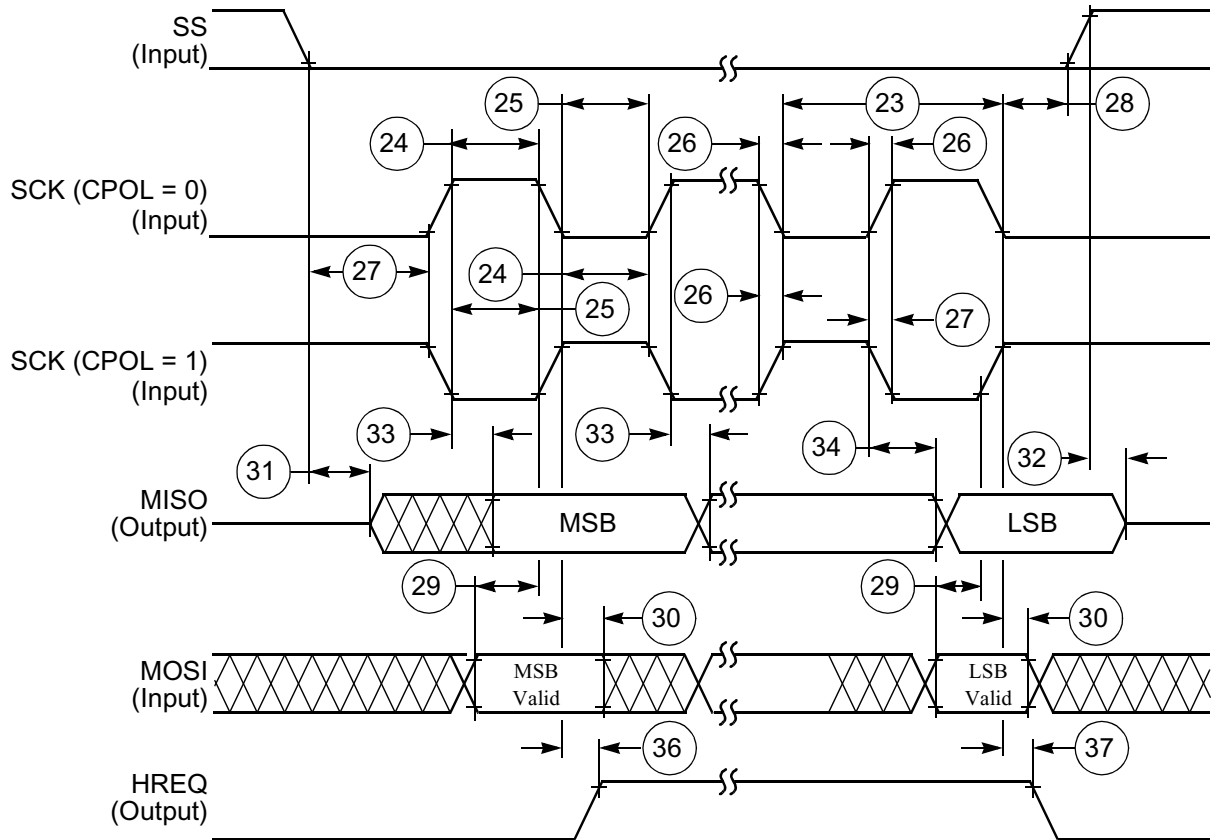 SS
(Input)
25
23
28
24
26
26
SCK (CPOL = 0)
(Input)
27
24
25
26
27
SCK (CPOL = 1)
(Input)
33
33
34
32
31
MISO
(Output)
MSB
LSB
29
29
30
30
MOSI
(Input)
MSB
Valid
LSB
Valid
36
37
HREQ
(Output)